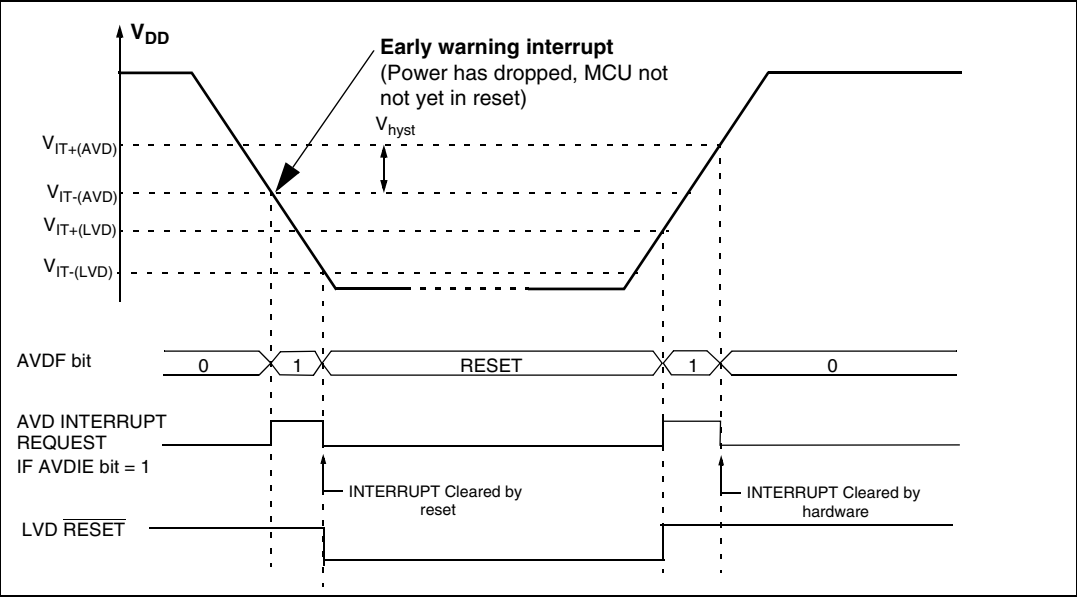 VDD
Early warning interrupt
(Power has dropped, MCU not
not yet in reset)
Vhyst
VIT+(AVD)
VIT-(AVD)
VIT+(LVD)
VIT-(LVD)
AVDF bit
0
1
RESET
1
0
AVD INTERRUPT
REQUEST
IF AVDIE bit = 1
INTERRUPT Cleared by
reset
INTERRUPT Cleared by
hardware
LVD RESET